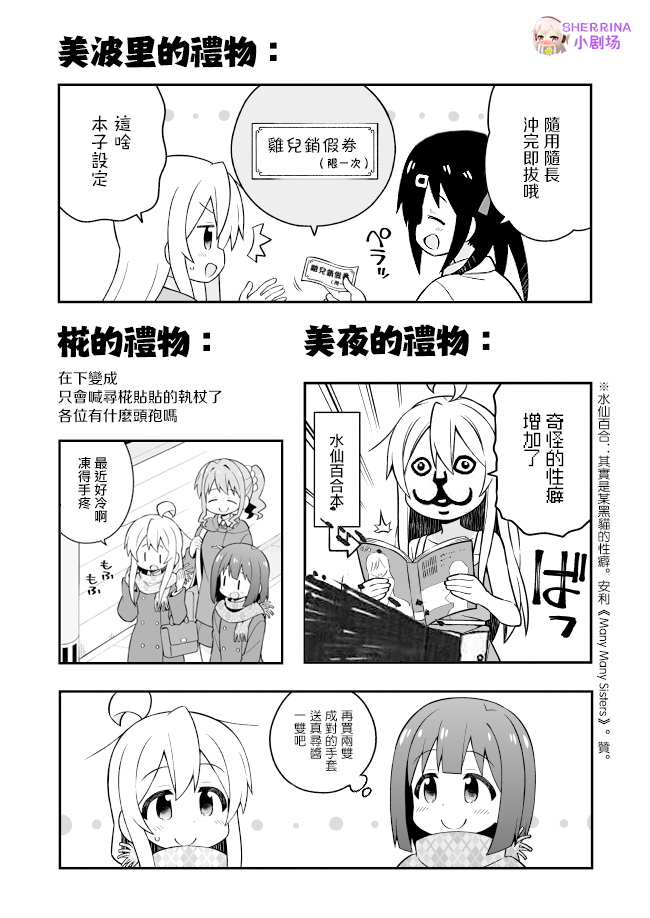 SHERRINA
小剧场
美波里的禮物：
隨用隨長
沖完即拔哦
雞兒銷假券
（限一次）
這啥
本子設定
雞兒銷假券
ペラッ
椛的禮物：
在下變成
只會喊尋椛貼貼的執杖了
各位有什麼頭孢嗎
最近好冷啊
凍得手疼
もふ
もふ
美夜的禮物：
奇怪的性癖
增加了
水仙百合本
ばっ
※水仙百合：其實是某黑貓的性癖。安利《Many Many Sisters》。贊。
再買兩雙
成對的手套
送真尋醬
一雙吧